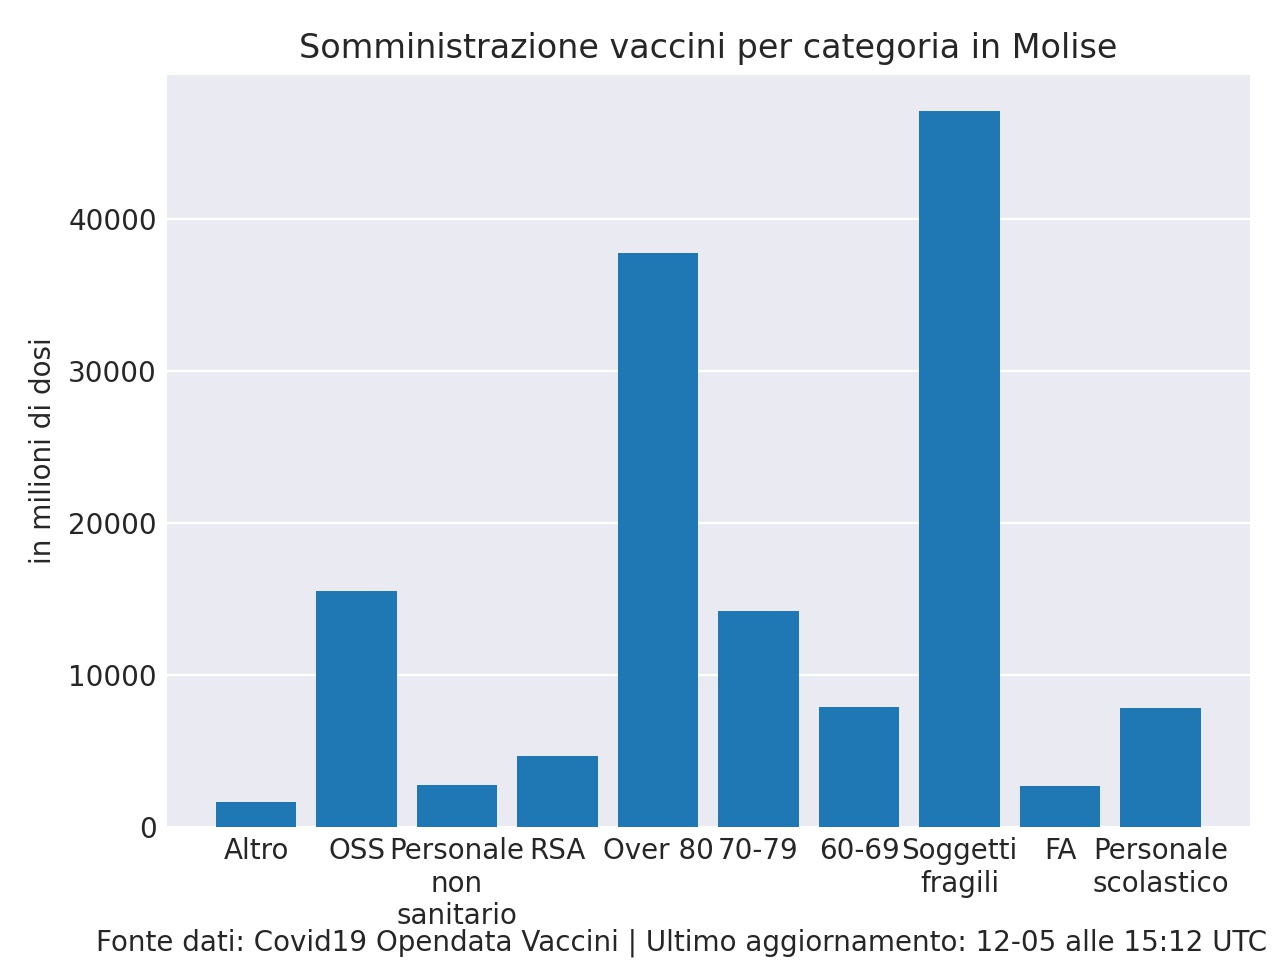 Somministrazione vaccini per categoria in Molise
in milioni di dosi
40000
30000
20000
10000
0
Altro
OSS
Personale
non
sanitario
RSA
Over 80
70-79
60-69
Soggetti
fragili
FA
Personale
scolastico
Fonte dati: Covid19 Opendata Vaccini | Ultimo aggiornamento: 12-05 alle 15:12 UTC